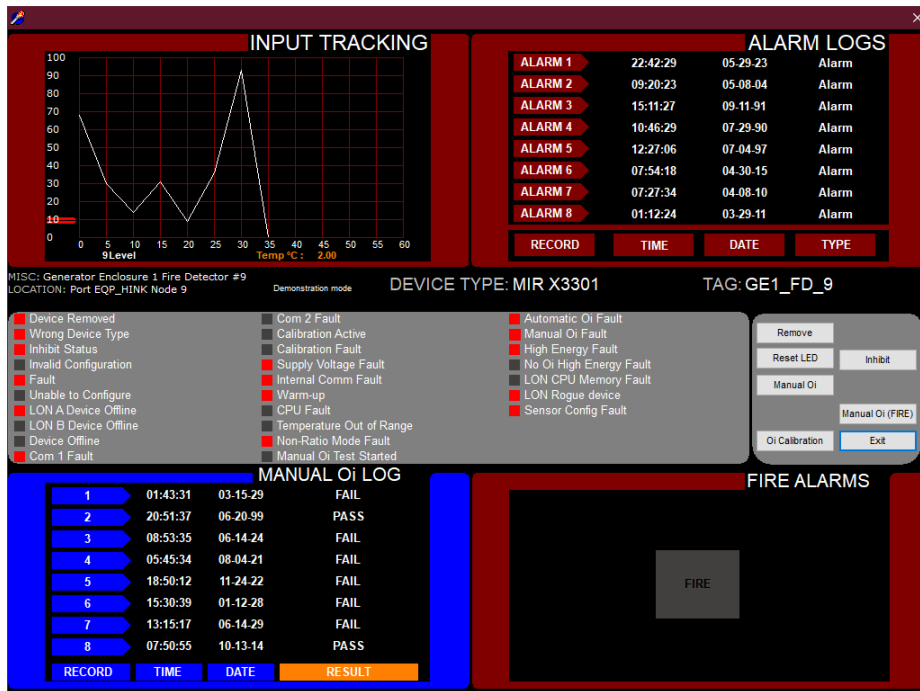 INPUT TRACKING
100
90
80
70
60
50
40
30
20
10
0
0 5 10 15 20 25 30 35 40 45 50 55 60
9Level Temp °C : 2.00
ALARM LOGS
ALARM 1 22:42:29 05-29-23 Alarm
ALARM 2 09:20:23 05-08-04 Alarm
ALARM 3 15:11:27 09-11-91 Alarm
ALARM 4 10:46:29 07-29-90 Alarm
ALARM 5 12:27:06 07-04-97 Alarm
ALARM 6 07:54:18 04-30-15 Alarm
ALARM 7 07:27:34 04-08-10 Alarm
ALARM 8 01:12:24 03-29-11 Alarm
RECORD TIME DATE TYPE
MISC: Generator Enclosure 1 Fire Detector #9
LOCATION: Port EQP_HINK Node 9
Demonstration mode
DEVICE TYPE: MIR X3301
TAG: GE1_FD_9
Device Removed
Wrong Device Type
Inhibit Status
Invalid Configuration
Fault
Unable to Configure
LON A Device Offline
LON B Device Offline
Device Offline
Com 1 Fault
Com 2 Fault
Calibration Active
Calibration Fault
Supply Voltage Fault
Internal Comm Fault
Warm-up
CPU Fault
Temperature Out of Range
Non-Ratio Mode Fault
Manual Oi Test Started
Automatic Oi Fault
Manual Oi Fault
High Energy Fault
No Oi High Energy Fault
LON CPU Memory Fault
LON Rogue device
Sensor Config Fault
Remove
Reset LED
Inhibit
Manual Oi
Manual Oi (FIRE)
Oi Calibration
Exit
MANUAL Oi LOG
1 01:43:31 03-15-29 FAIL
2 20:51:37 06-20-99 PASS
3 08:53:35 06-14-24 FAIL
4 05:45:34 08-04-21 FAIL
5 18:50:12 11-24-22 FAIL
6 15:30:39 01-12-28 FAIL
7 13:15:17 06-14-29 FAIL
8 07:50:55 10-13-14 PASS
RECORD TIME DATE RESULT
FIRE ALARMS
FIRE